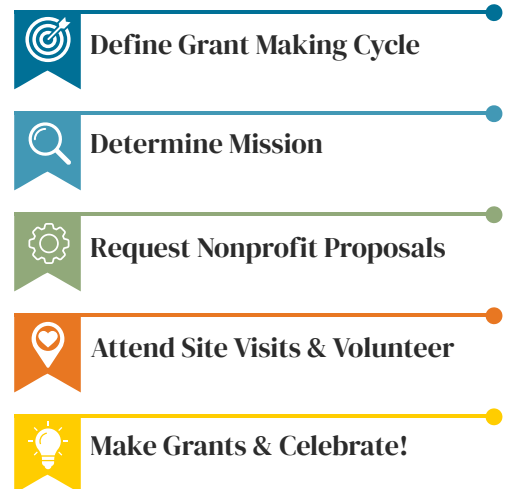 Define Grant Making Cycle
Determine Mission
Request Nonprofit Proposals
Attend Site Visits & Volunteer
Make Grants & Celebrate!